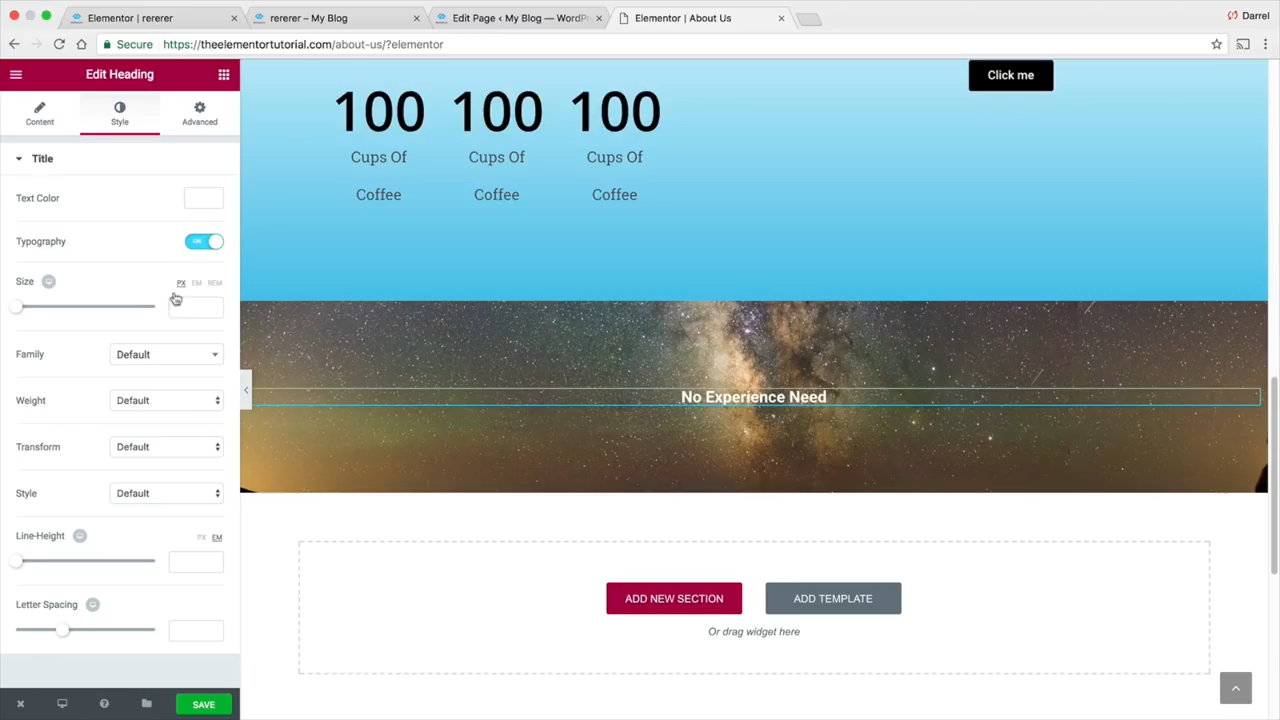 Elementor | rererer
rererer – My Blog
Edit Page ‹ My Blog — WordPr
Elementor | About Us
Darrel
Secure
https://theelementortutorial.com/about-us/?elementor
Edit Heading
Content
Style
Advanced
Title
Text Color
Typography
ON
Size
PX EM REM
Family
Default
Weight
Default
Transform
Default
Style
Default
Line-Height
PX EM
Letter Spacing
SAVE
Click me
100 100 100
Cups Of Cups Of Cups Of
Coffee Coffee Coffee
No Experience Need
ADD NEW SECTION
ADD TEMPLATE
Or drag widget here